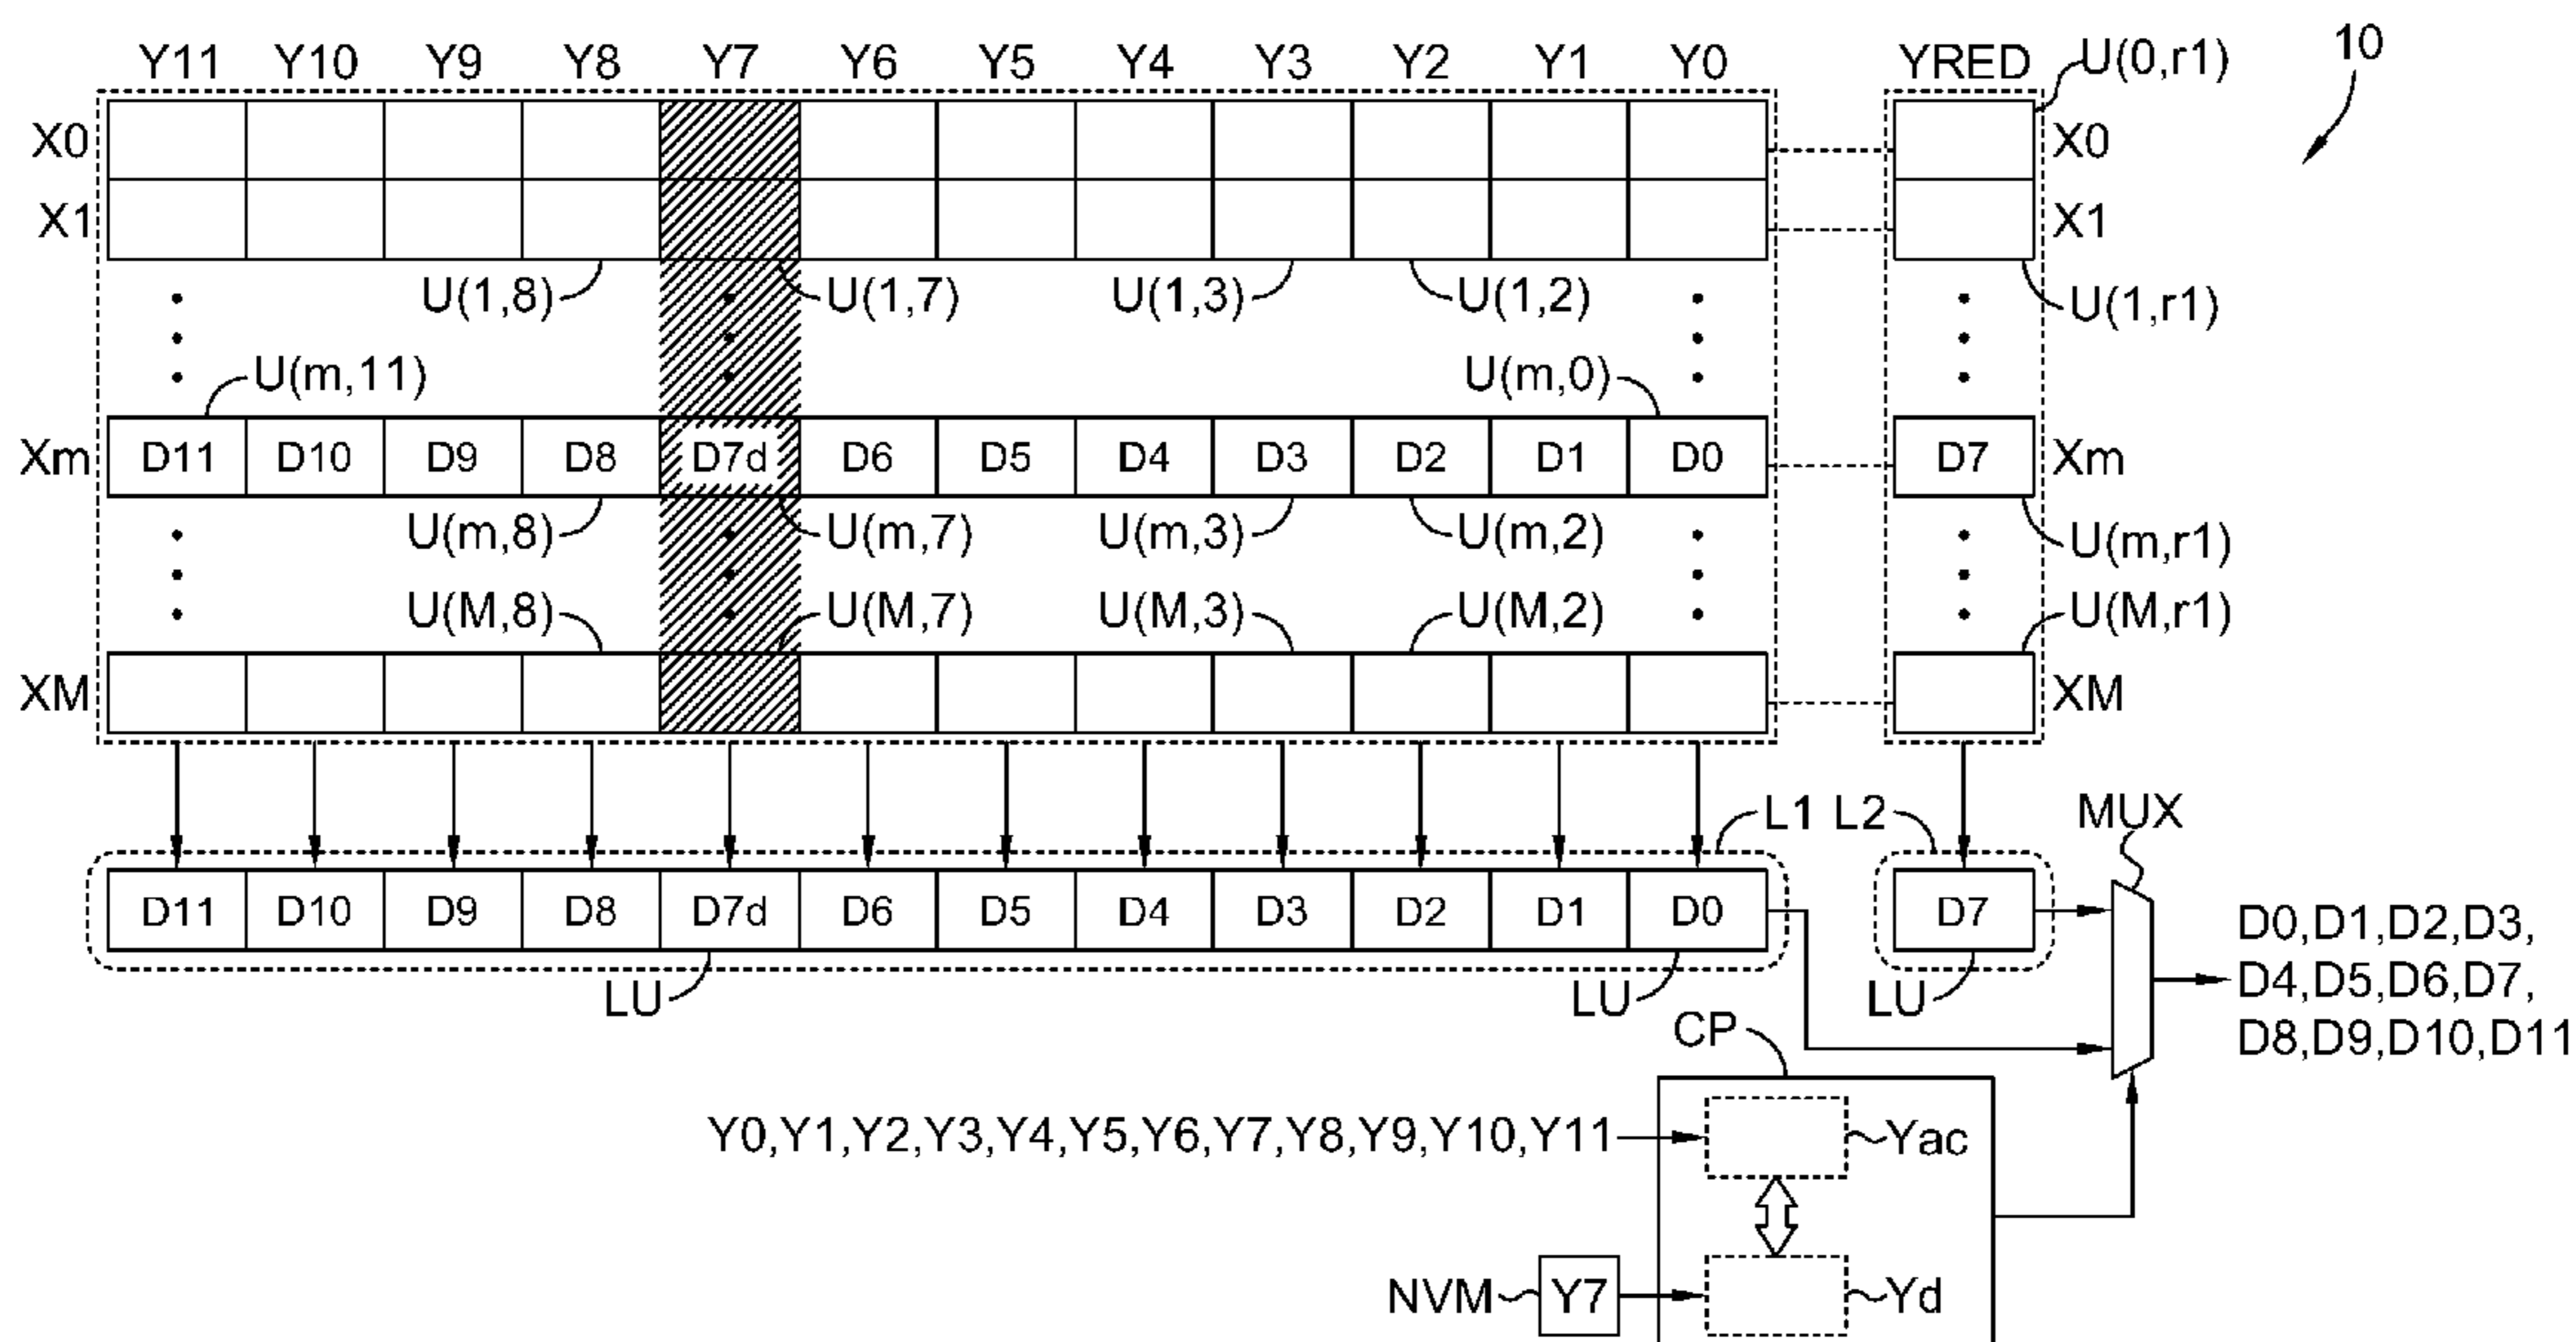 10
Y11 Y10 Y9 Y8 Y7 Y6 Y5 Y4 Y3 Y2 Y1 Y0 YRED U(0,r1)
X0 X0
X1 X1
U(1,8) U(1,7) U(1,3) U(1,2) U(1,r1)
U(m,11) U(m,0)
Xm D11 D10 D9 D8 D7d D6 D5 D4 D3 D2 D1 D0 D7 Xm
U(m,8) U(m,7) U(m,3) U(m,2) U(m,r1)
U(M,8) U(M,7) U(M,3) U(M,2) U(M,r1)
XM XM
L1 L2 MUX
D11 D10 D9 D8 D7d D6 D5 D4 D3 D2 D1 D0 D7
D0,D1,D2,D3,
D4,D5,D6,D7,
D8,D9,D10,D11
LU LU LU
CP
Y0,Y1,Y2,Y3,Y4,Y5,Y6,Y7,Y8,Y9,Y10,Y11 Yac
NVM Y7 Yd